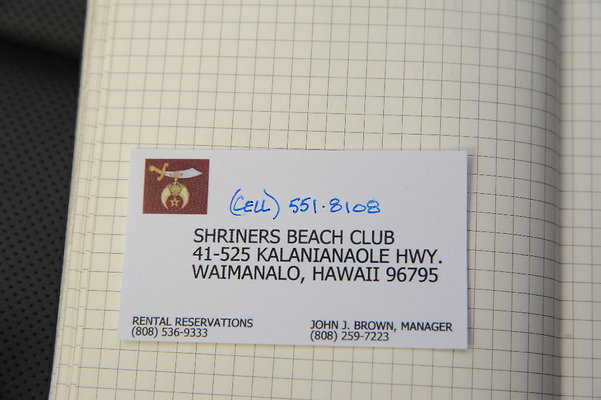 (CELL) 551-8108
SHRINERS BEACH CLUB
41-525 KALANIANAOLE HWY.
WAIMANALO, HAWAII 96795
RENTAL RESERVATIONS
(808) 536-9333
JOHN J. BROWN, MANAGER
(808) 259-7223